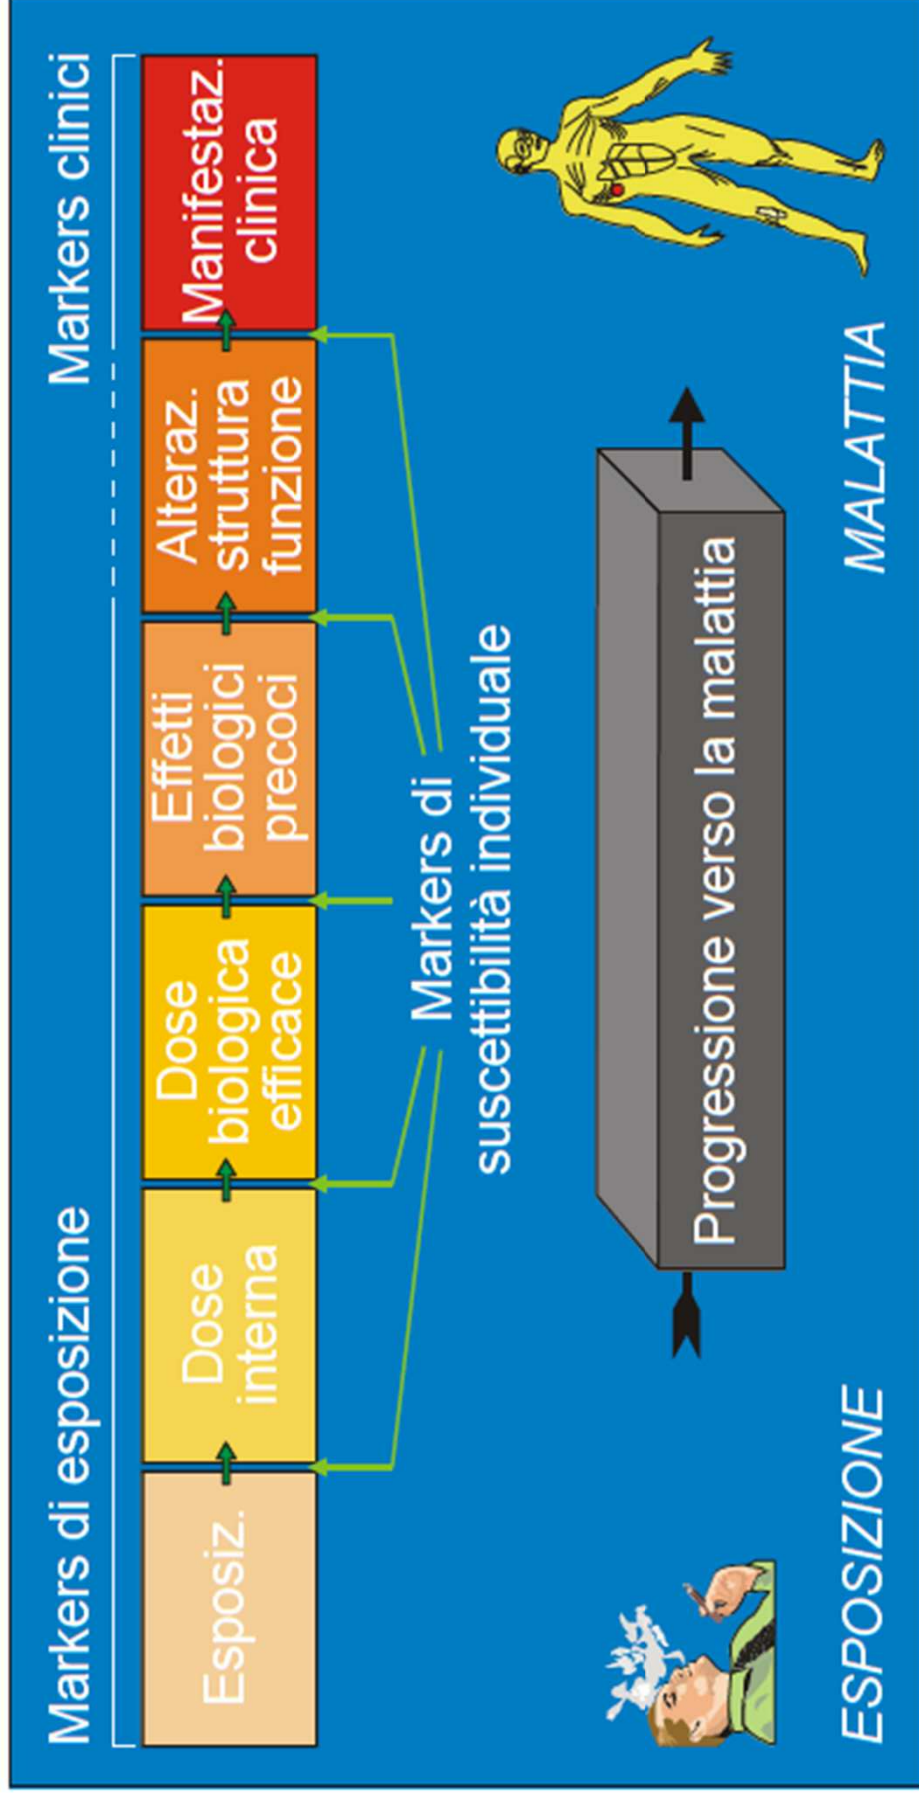 Markers di esposizione
Markers clinici
Esposiz.
Dose
interna
Dose
biologica
efficace
Effetti
biologici
precoci
Alteraz.
struttura
funzione
Manifestaz.
clinica
Markers di
suscettibilità individuale
Progressione verso la malattia
ESPOSIZIONE
MALATTIA